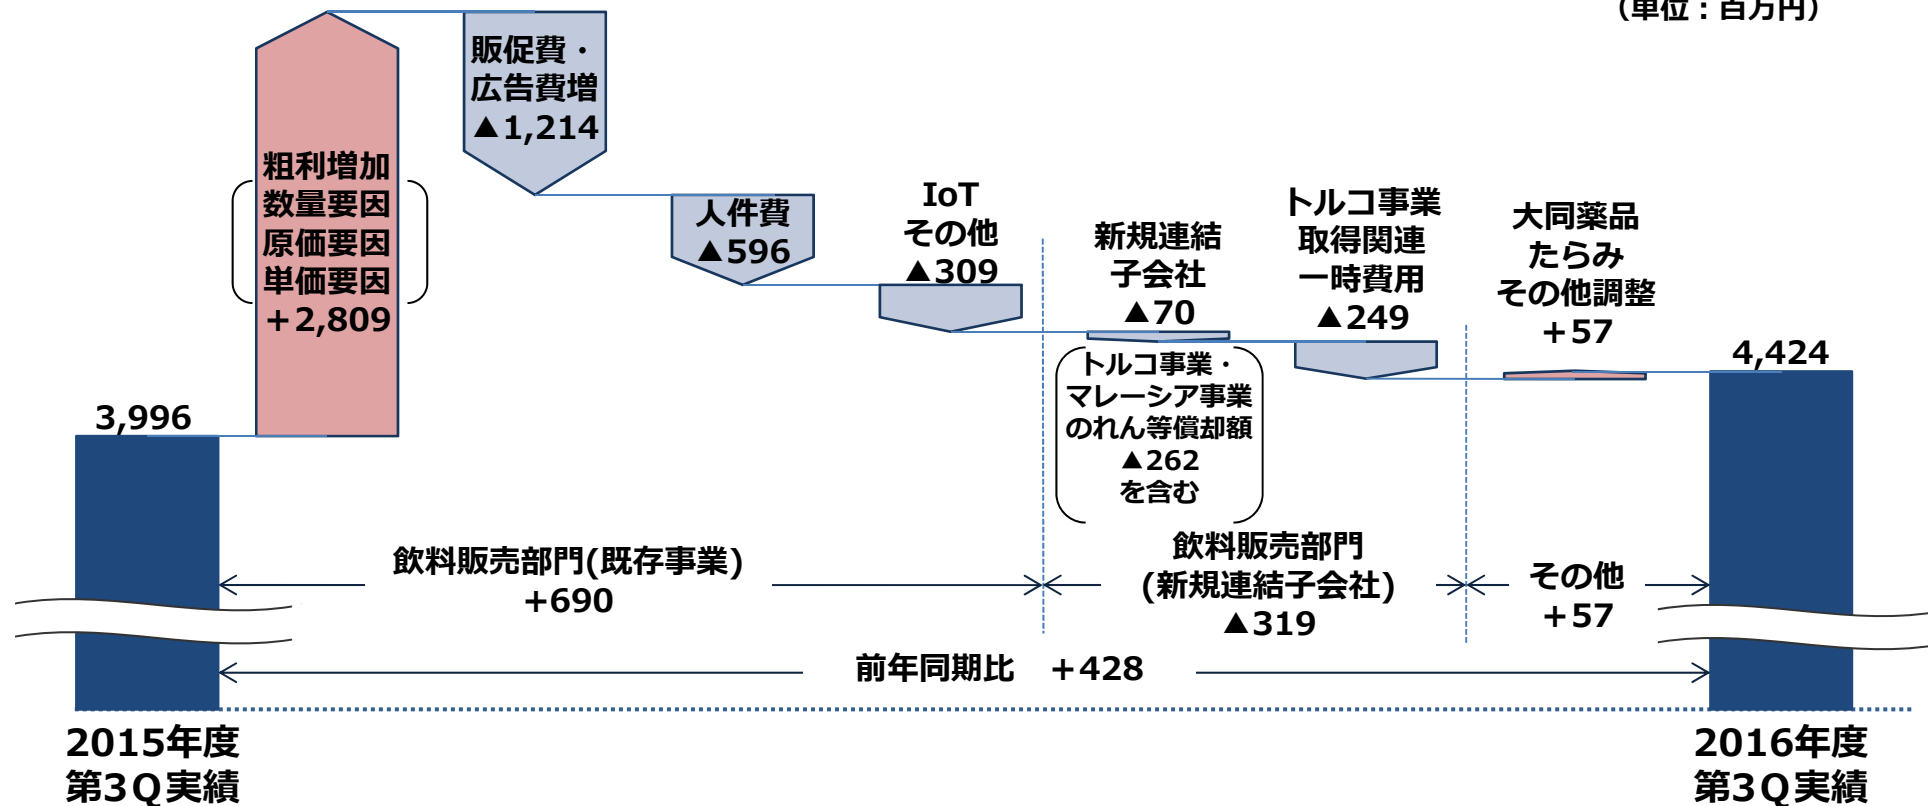 （単位：百万円）
販促費・
広告費増
▲1,214
粗利増加
数量要因
原価要因
単価要因
＋2,809
人件費
▲596
IoT
その他
▲309
新規連結
子会社
▲70
トルコ事業・
マレーシア事業
のれん等償却額
▲262
を含む
トルコ事業
取得関連
一時費用
▲249
大同薬品
たらみ
その他調整
＋57
3,996
4,424
飲料販売部門(既存事業)
+690
飲料販売部門
(新規連結子会社)
▲319
その他
＋57
前年同期比　＋428
2015年度
第3Ｑ実績
2016年度
第3Ｑ実績